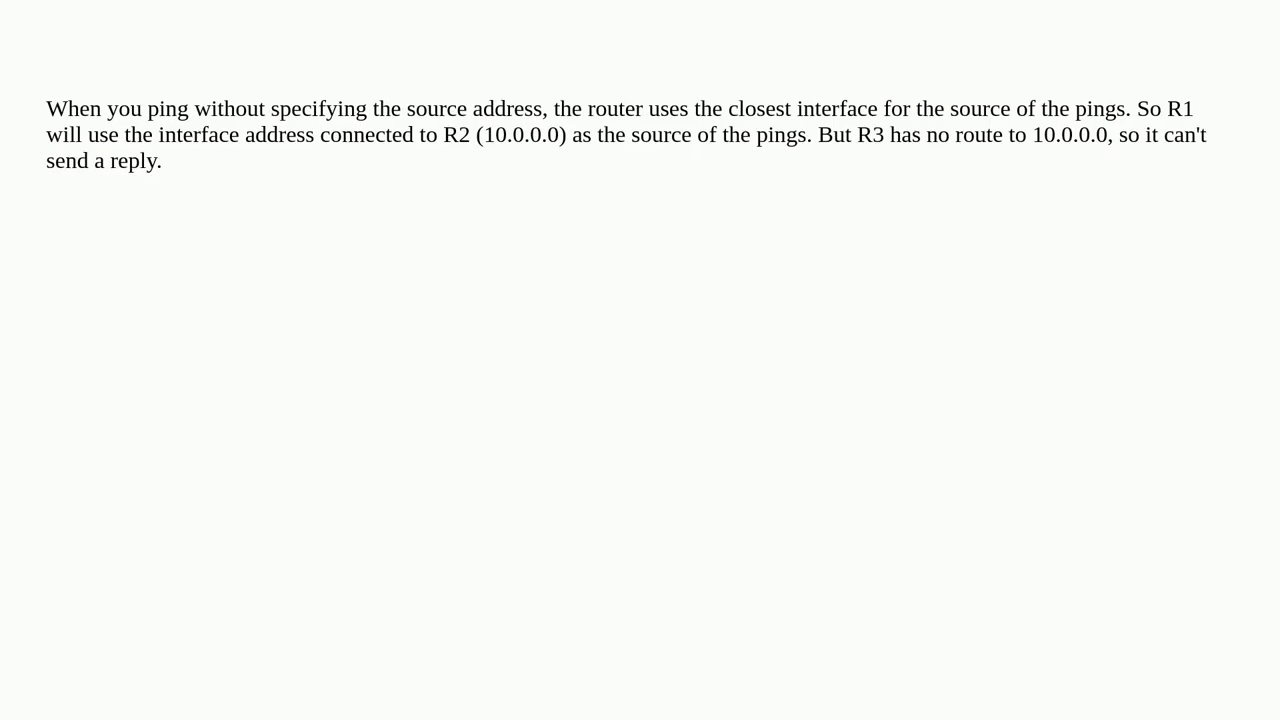 When you ping without specifying the source address, the router uses the closest interface for the source of the pings. So R1
will use the interface address connected to R2 (10.0.0.0) as the source of the pings. But R3 has no route to 10.0.0.0, so it can't
send a reply.